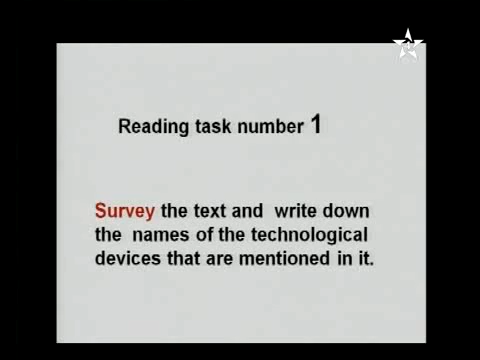 Reading task number 1
Survey the text and write down
the names of the technological
devices that are mentioned in it.